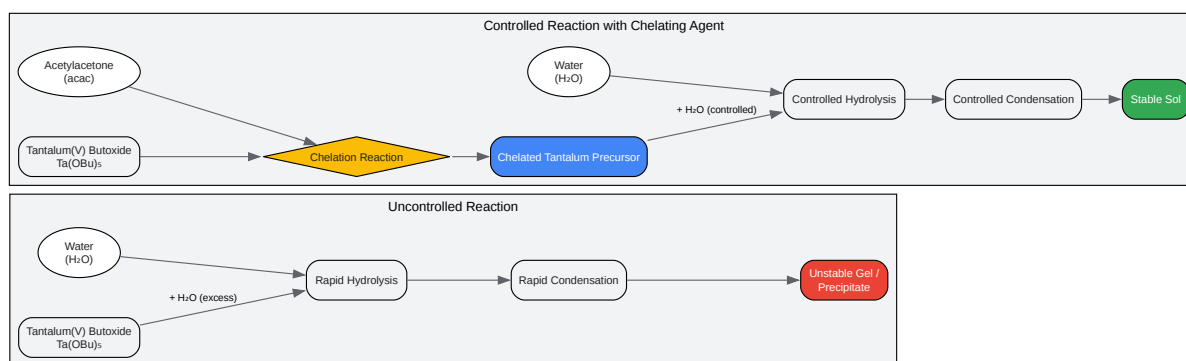 Controlled Reaction with Chelating Agent
Acetylacetone
(acac)
Water
(H₂O)
+ H₂O (controlled)
Controlled Hydrolysis
Controlled Condensation
Stable Sol
Tantalum(V) Butoxide
Ta(OBu)₅
Chelation Reaction
Chelated Tantalum Precursor
Uncontrolled Reaction
Water
(H₂O)
+ H₂O (excess)
Rapid Hydrolysis
Rapid Condensation
Unstable Gel /
Precipitate
Tantalum(V) Butoxide
Ta(OBu)₅